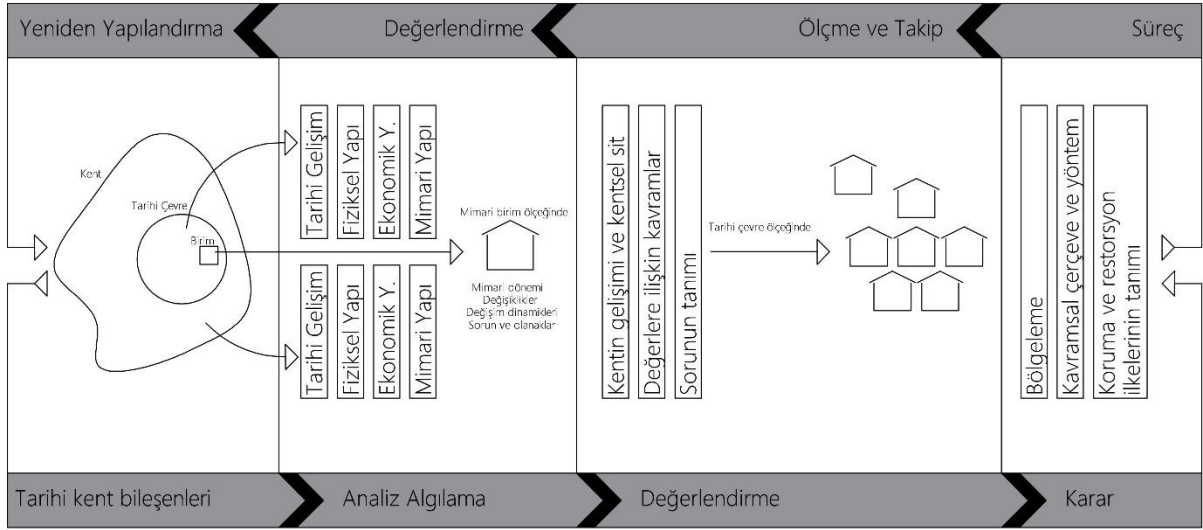 Yeniden Yapılandırma
Değerlendirme
Ölçme ve Takip
Süreç
Kent
Tarihi Çevre
Birim
Tarihi Gelişim
Fiziksel Yapı
Ekonomik Y.
Mimari Yapı
Tarihi Gelişim
Fiziksel Yapı
Ekonomik Y.
Mimari Yapı
Mimari birim ölçeğinde
Mimari dönemi
Değişiklikler
Değişim dinamikleri
Sorun ve olanaklar
Kentin gelişimi ve kentsel sit
Değerlere ilişkin kavramlar
Sorunun tanımı
Tarihi çevre ölçeğinde
Bölgeleme
Kavramsal çerçeve ve yöntem
Koruma ve restorsyon
ilkelerinin tanımı
Tarihi kent bileşenleri
Analiz Algılama
Değerlendirme
Karar